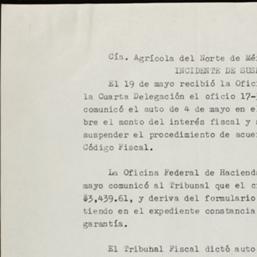 Cía. Agrícola del Norte de Mé
INCIDENTE DE SUS
El 19 de mayo recibió la Ofic
la Cuarta Delegación el oficio 17-
comunicó el auto de 4 de mayo en el
bre el monto del interés fiscal y
suspender el procedimiento de acue
Código Fiscal.
La Oficina Federal de Hacienda
mayo comunicó al Tribunal que el c
$3,439.61, y deriva del formulario
tiendo en el expediente constancia
garantía.
El Tribunal Fiscal dictó auto